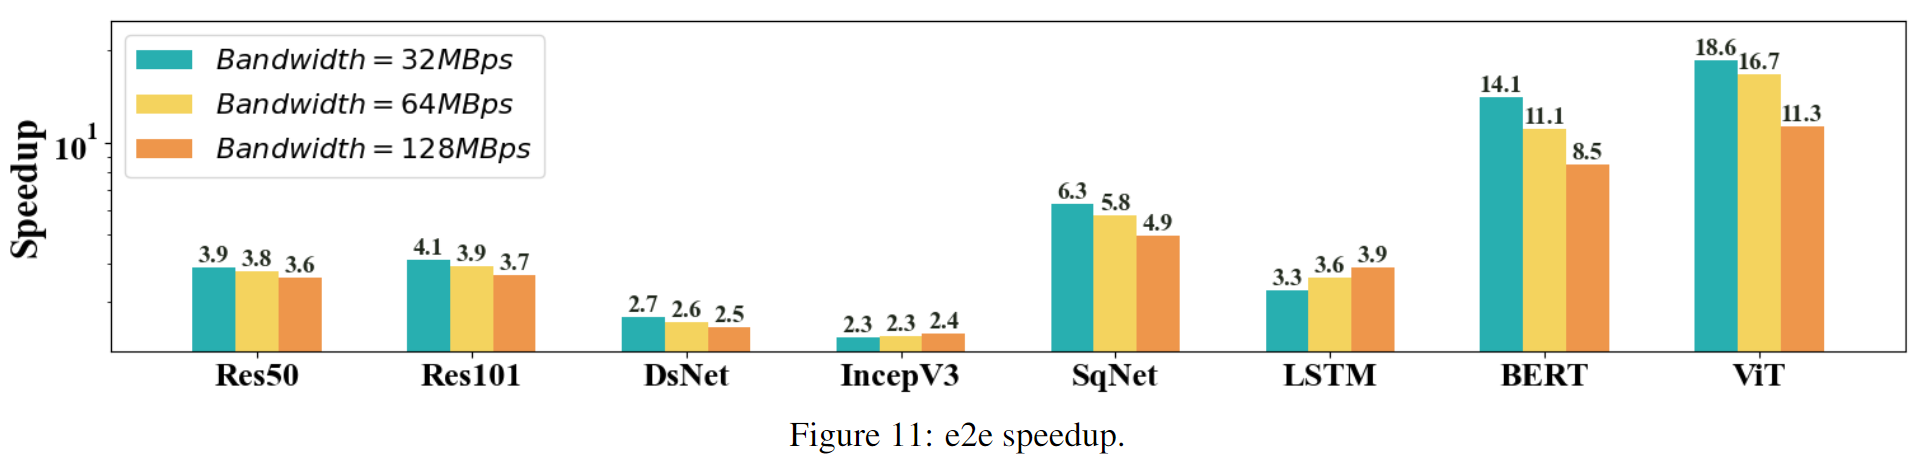 Bandwidth = 32MBps
Bandwidth = 64MBps
Bandwidth = 128MBps
Speedup
10^1
3.9 3.8 3.6
4.1 3.9 3.7
2.7 2.6 2.5
2.3 2.3 2.4
6.3 5.8 4.9
3.3 3.6 3.9
14.1 11.1 8.5
18.6 16.7 11.3
Res50 Res101 DsNet IncepV3 SqNet LSTM BERT ViT
Figure 11: e2e speedup.